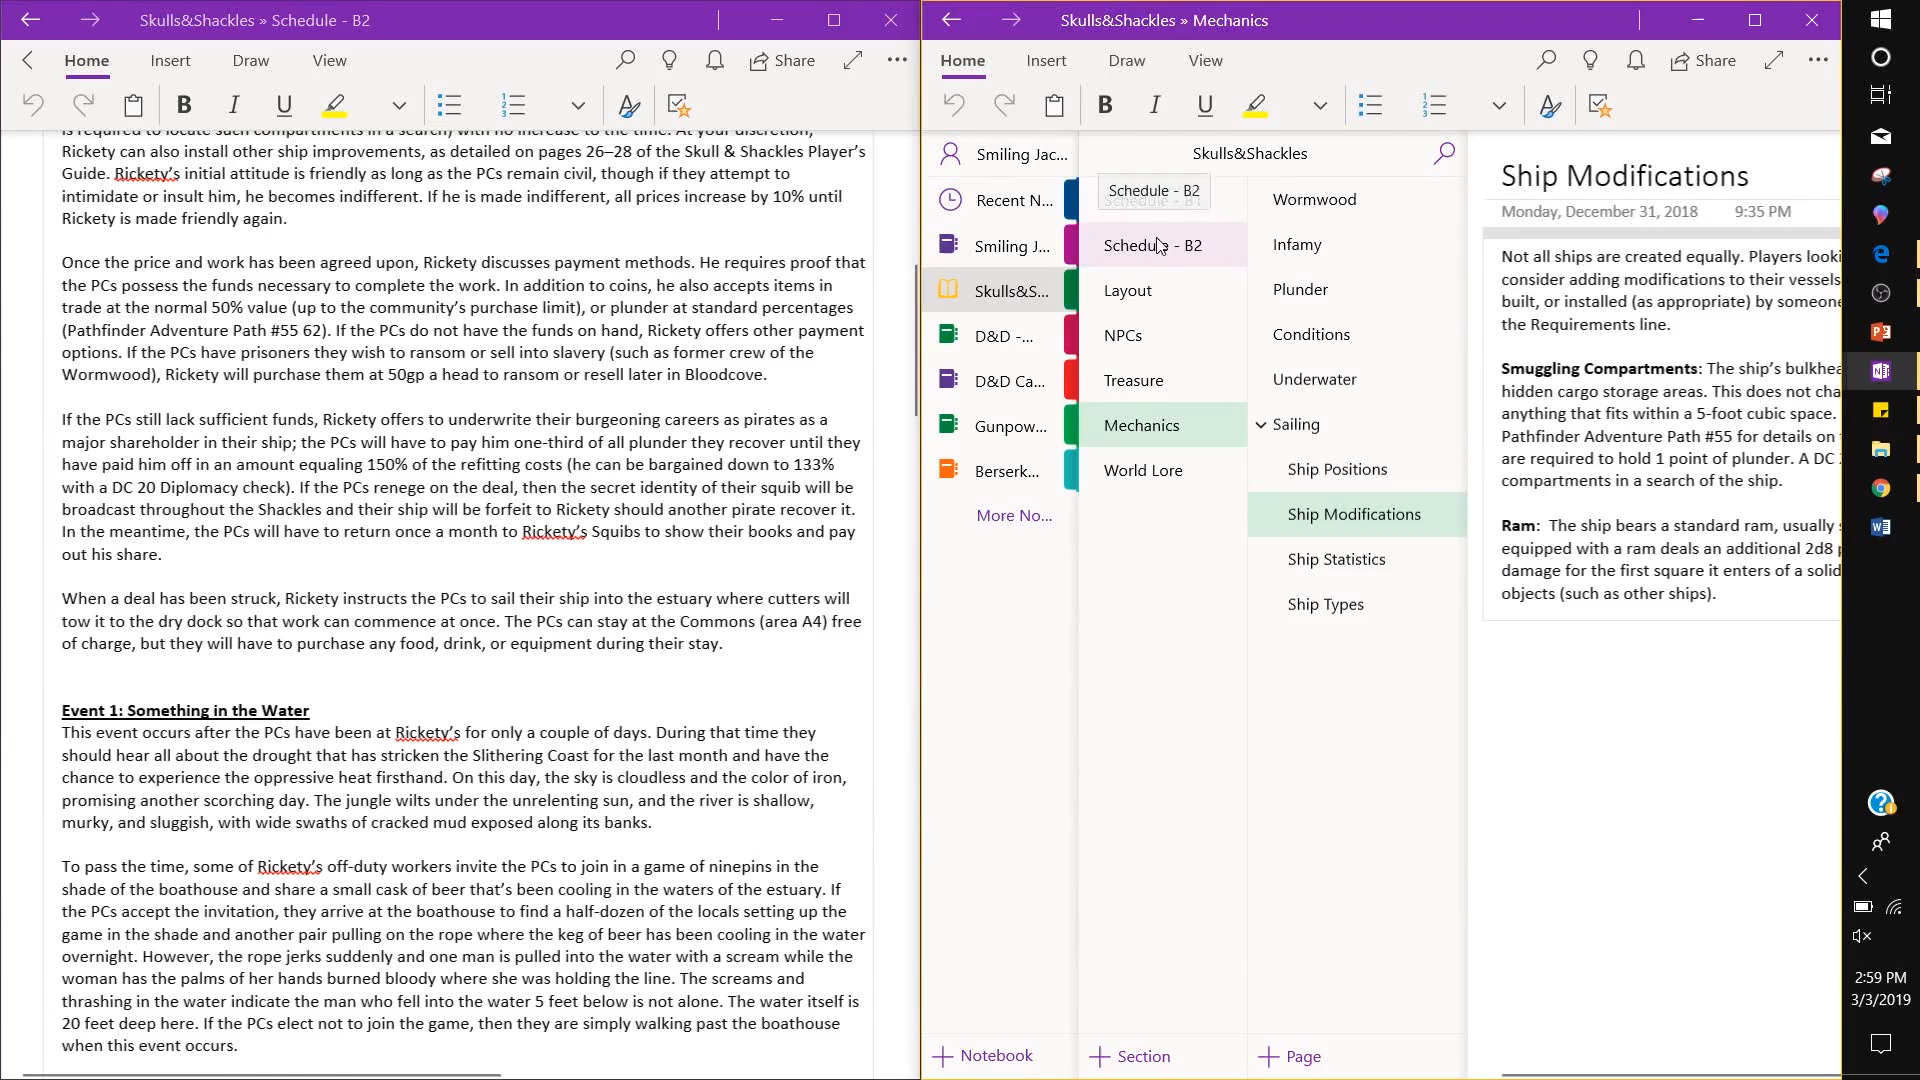 Skulls&Shackles » Schedule - B2
Home Insert Draw View Share
is required to locate such compartments in a search) with no increase to the time. At your discretion,
Rickety can also install other ship improvements, as detailed on pages 26–28 of the Skull & Shackles Player's
Guide. Rickety's initial attitude is friendly as long as the PCs remain civil, though if they attempt to
intimidate or insult him, he becomes indifferent. If he is made indifferent, all prices increase by 10% until
Rickety is made friendly again.
Once the price and work has been agreed upon, Rickety discusses payment methods. He requires proof that
the PCs possess the funds necessary to complete the work. In addition to coins, he also accepts items in
trade at the normal 50% value (up to the community's purchase limit), or plunder at standard percentages
(Pathfinder Adventure Path #55 62). If the PCs do not have the funds on hand, Rickety offers other payment
options. If the PCs have prisoners they wish to ransom or sell into slavery (such as former crew of the
Wormwood), Rickety will purchase them at 50gp a head to ransom or resell later in Bloodcove.
If the PCs still lack sufficient funds, Rickety offers to underwrite their burgeoning careers as pirates as a
major shareholder in their ship; the PCs will have to pay him one-third of all plunder they recover until they
have paid him off in an amount equaling 150% of the refitting costs (he can be bargained down to 133%
with a DC 20 Diplomacy check). If the PCs renege on the deal, then the secret identity of their squib will be
broadcast throughout the Shackles and their ship will be forfeit to Rickety should another pirate recover it.
In the meantime, the PCs will have to return once a month to Rickety's Squibs to show their books and pay
out his share.
When a deal has been struck, Rickety instructs the PCs to sail their ship into the estuary where cutters will
tow it to the dry dock so that work can commence at once. The PCs can stay at the Commons (area A4) free
of charge, but they will have to purchase any food, drink, or equipment during their stay.
Event 1: Something in the Water
This event occurs after the PCs have been at Rickety's for only a couple of days. During that time they
should hear all about the drought that has stricken the Slithering Coast for the last month and have the
chance to experience the oppressive heat firsthand. On this day, the sky is cloudless and the color of iron,
promising another scorching day. The jungle wilts under the unrelenting sun, and the river is shallow,
murky, and sluggish, with wide swaths of cracked mud exposed along its banks.
To pass the time, some of Rickety's off-duty workers invite the PCs to join in a game of ninepins in the
shade of the boathouse and share a small cask of beer that's been cooling in the waters of the estuary. If
the PCs accept the invitation, they arrive at the boathouse to find a half-dozen of the locals setting up the
game in the shade and another pair pulling on the rope where the keg of beer has been cooling in the water
overnight. However, the rope jerks suddenly and one man is pulled into the water with a scream while the
woman has the palms of her hands burned bloody where she was holding the line. The screams and
thrashing in the water indicate the man who fell into the water 5 feet below is not alone. The water itself is
20 feet deep here. If the PCs elect not to join the game, then they are simply walking past the boathouse
when this event occurs.
Skulls&Shackles » Mechanics
Home Insert Draw View Share
Smiling Jac...
Recent N...
Smiling J...
Skulls&S...
D&D -...
D&D Ca...
Gunpow...
Berserk...
More No...
Notebook
Skulls&Shackles
Schedule - B2
Schedule - B1
Schedule - B2
Layout
NPCs
Treasure
Mechanics
World Lore
Section
Wormwood
Infamy
Plunder
Conditions
Underwater
Sailing
Ship Positions
Ship Modifications
Ship Statistics
Ship Types
Page
Ship Modifications
Monday, December 31, 2018 9:35 PM
Not all ships are created equally. Players looki
consider adding modifications to their vessels
built, or installed (as appropriate) by someone
the Requirements line.
Smuggling Compartments: The ship's bulkhea
hidden cargo storage areas. This does not cha
anything that fits within a 5-foot cubic space.
Pathfinder Adventure Path #55 for details on
are required to hold 1 point of plunder. A DC 2
compartments in a search of the ship.
Ram: The ship bears a standard ram, usually s
equipped with a ram deals an additional 2d8 p
damage for the first square it enters of a solid
objects (such as other ships).
2:59 PM
3/3/2019